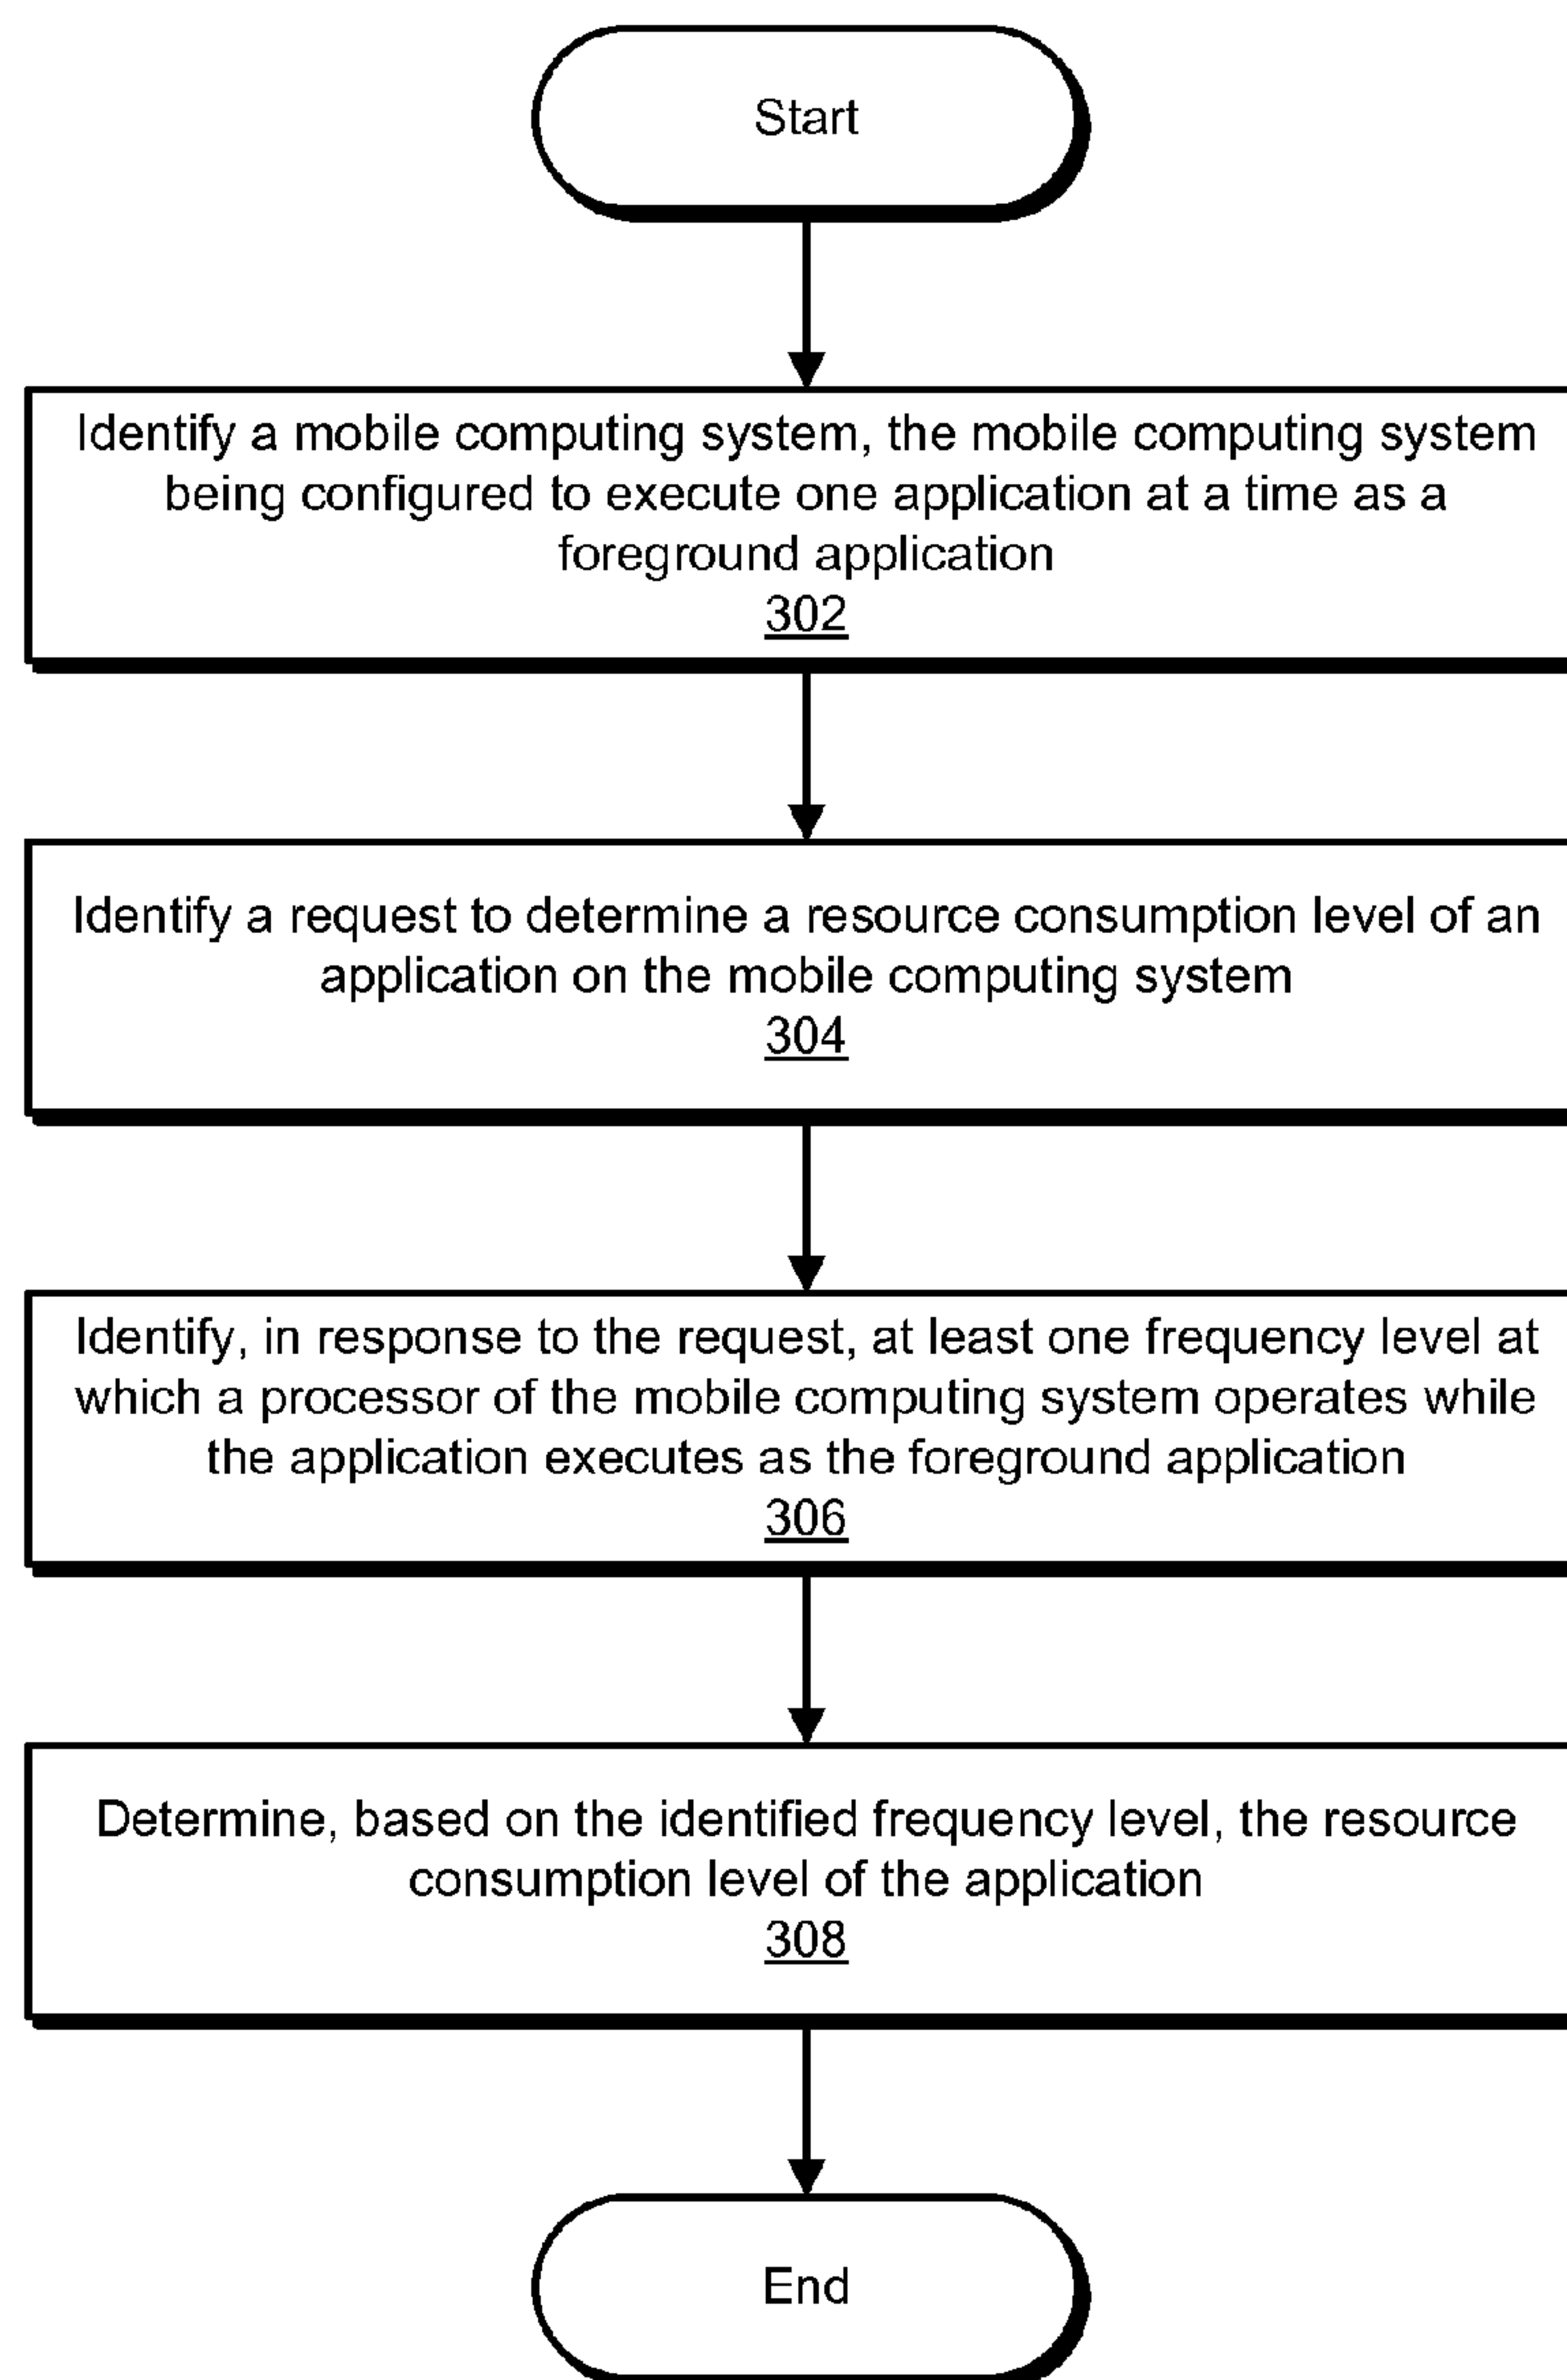 Start
Identify a mobile computing system, the mobile computing system
being configured to execute one application at a time as a
foreground application
302
Identify a request to determine a resource consumption level of an
application on the mobile computing system
304
Identify, in response to the request, at least one frequency level at
which a processor of the mobile computing system operates while
the application executes as the foreground application
306
Determine, based on the identified frequency level, the resource
consumption level of the application
308
End